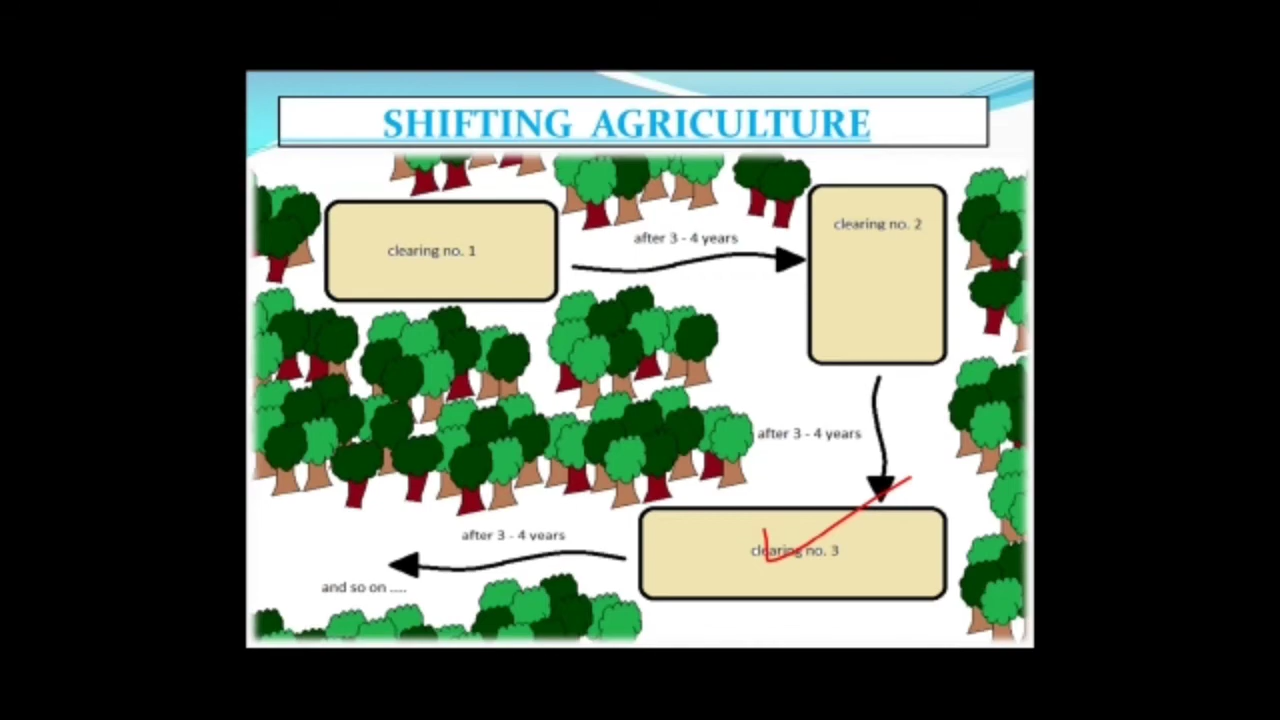 SHIFTING AGRICULTURE
clearing no. 1
after 3 - 4 years
clearing no. 2
after 3 - 4 years
clearing no. 3
after 3 - 4 years
and so on .....